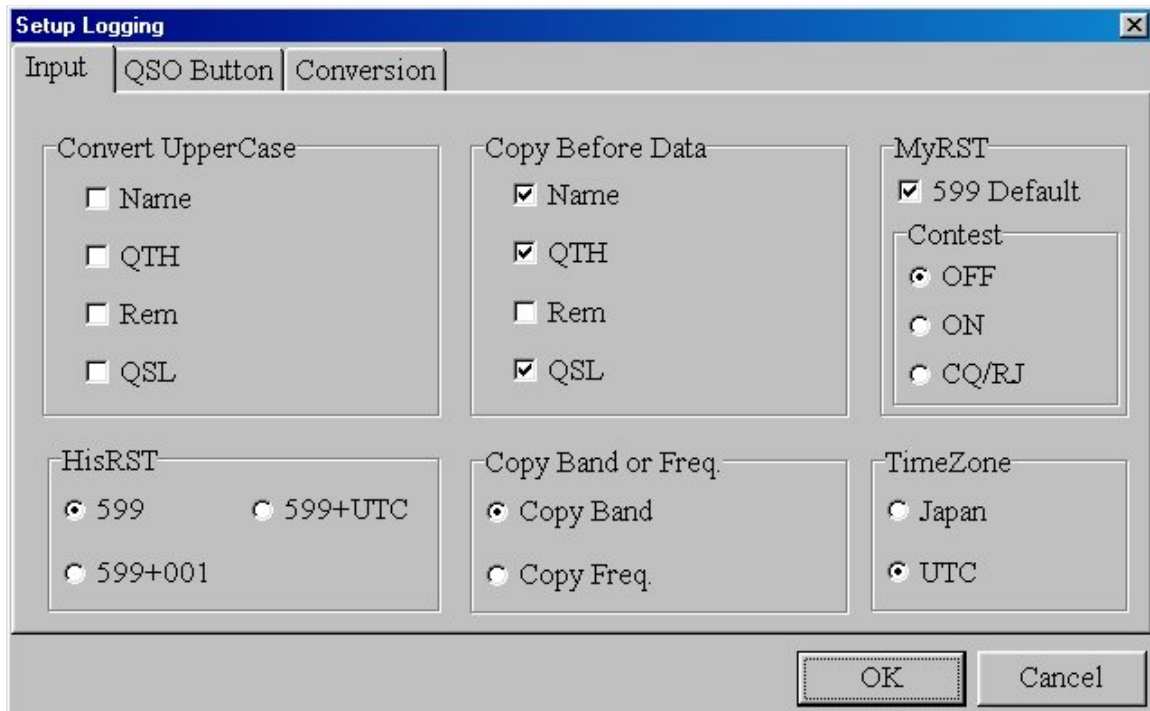 Setup Logging
Input QSO Button Conversion
Convert UpperCase
Name
QTH
Rem
QSL
Copy Before Data
Name
QTH
Rem
QSL
MyRST
599 Default
Contest
OFF
ON
CQ/RJ
HisRST
599 599+UTC
599+001
Copy Band or Freq.
Copy Band
Copy Freq.
TimeZone
Japan
UTC
OK Cancel